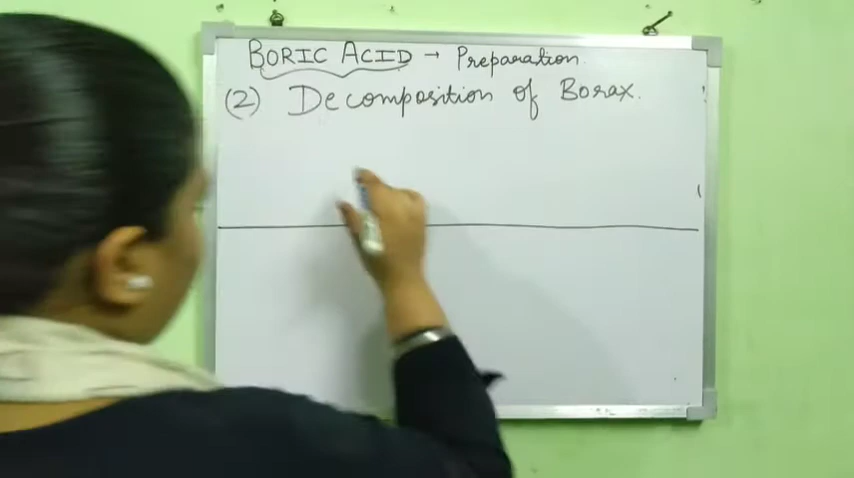 BORIC ACID → Preparation.
(2) Decomposition of Borax.